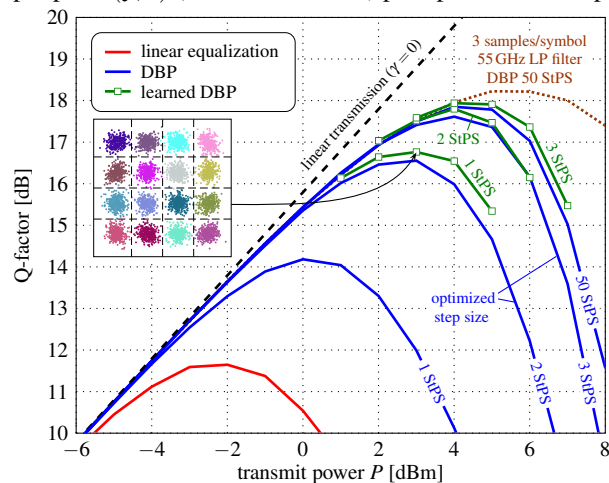 20
19
18
17
16
15
14
13
12
11
10
Q-factor [dB]
linear equalization
DBP
learned DBP
linear transmission (γ = 0)
3 samples/symbol
55 GHz LP filter
DBP 50 StPS
2 StPS
1 StPS
3 StPS
optimized
step size
1 StPS
2 StPS
3 StPS
50 StPS
−6
−4
−2
0
2
4
6
8
transmit power P [dBm]